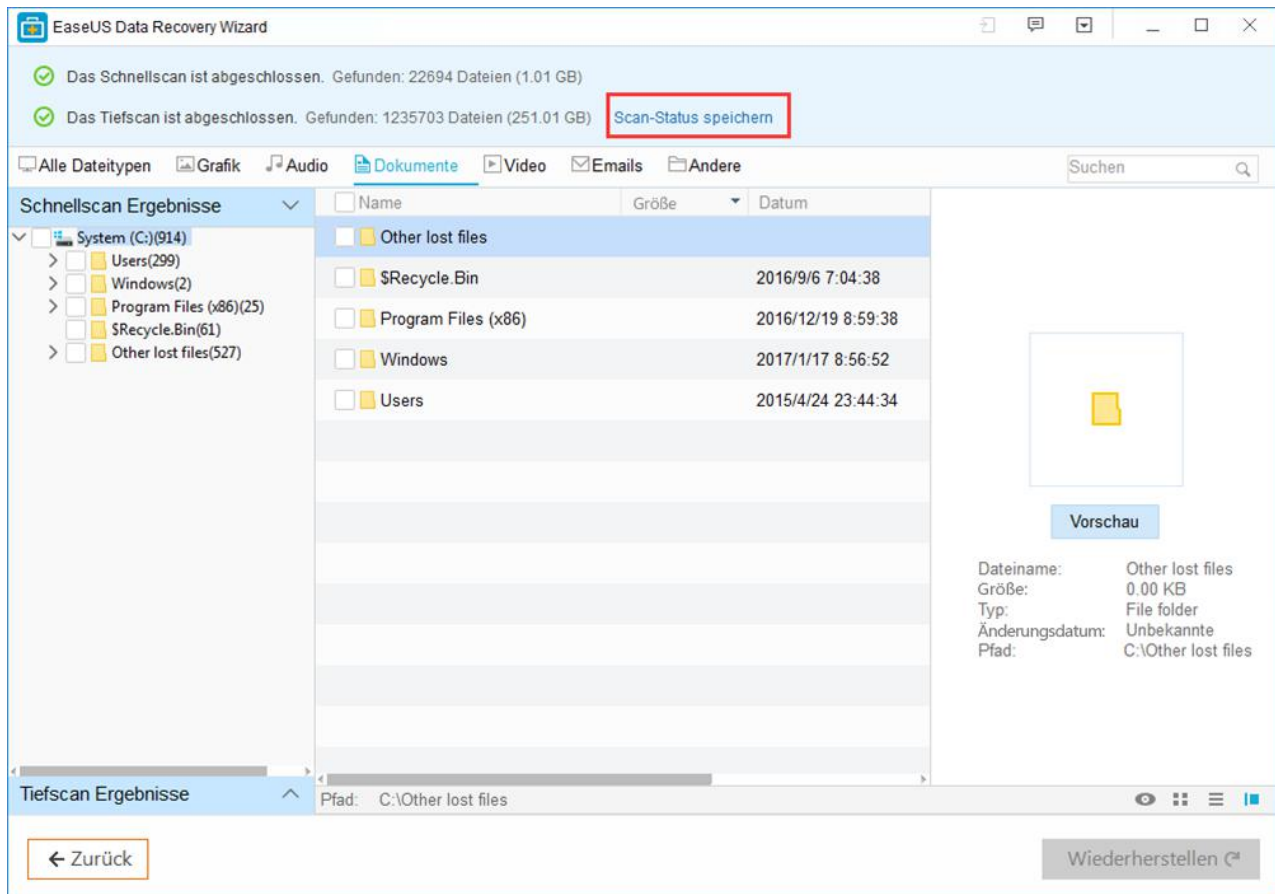 EaseUS Data Recovery Wizard
Das Schnellscan ist abgeschlossen. Gefunden: 22694 Dateien (1.01 GB)
Das Tiefscan ist abgeschlossen. Gefunden: 1235703 Dateien (251.01 GB) Scan-Status speichern
Alle Dateitypen Grafik Audio Dokumente Video Emails Andere Suchen
Schnellscan Ergebnisse
System (C:)(914)
Users(299)
Windows(2)
Program Files (x86)(25)
$Recycle.Bin(61)
Other lost files(527)
Name Größe Datum
Other lost files
$Recycle.Bin 2016/9/6 7:04:38
Program Files (x86) 2016/12/19 8:59:38
Windows 2017/1/17 8:56:52
Users 2015/4/24 23:44:34
Vorschau
Dateiname: Other lost files
Größe: 0.00 KB
Typ: File folder
Änderungsdatum: Unbekannte
Pfad: C:\Other lost files
Tiefscan Ergebnisse
Pfad: C:\Other lost files
Zurück
Wiederherstellen